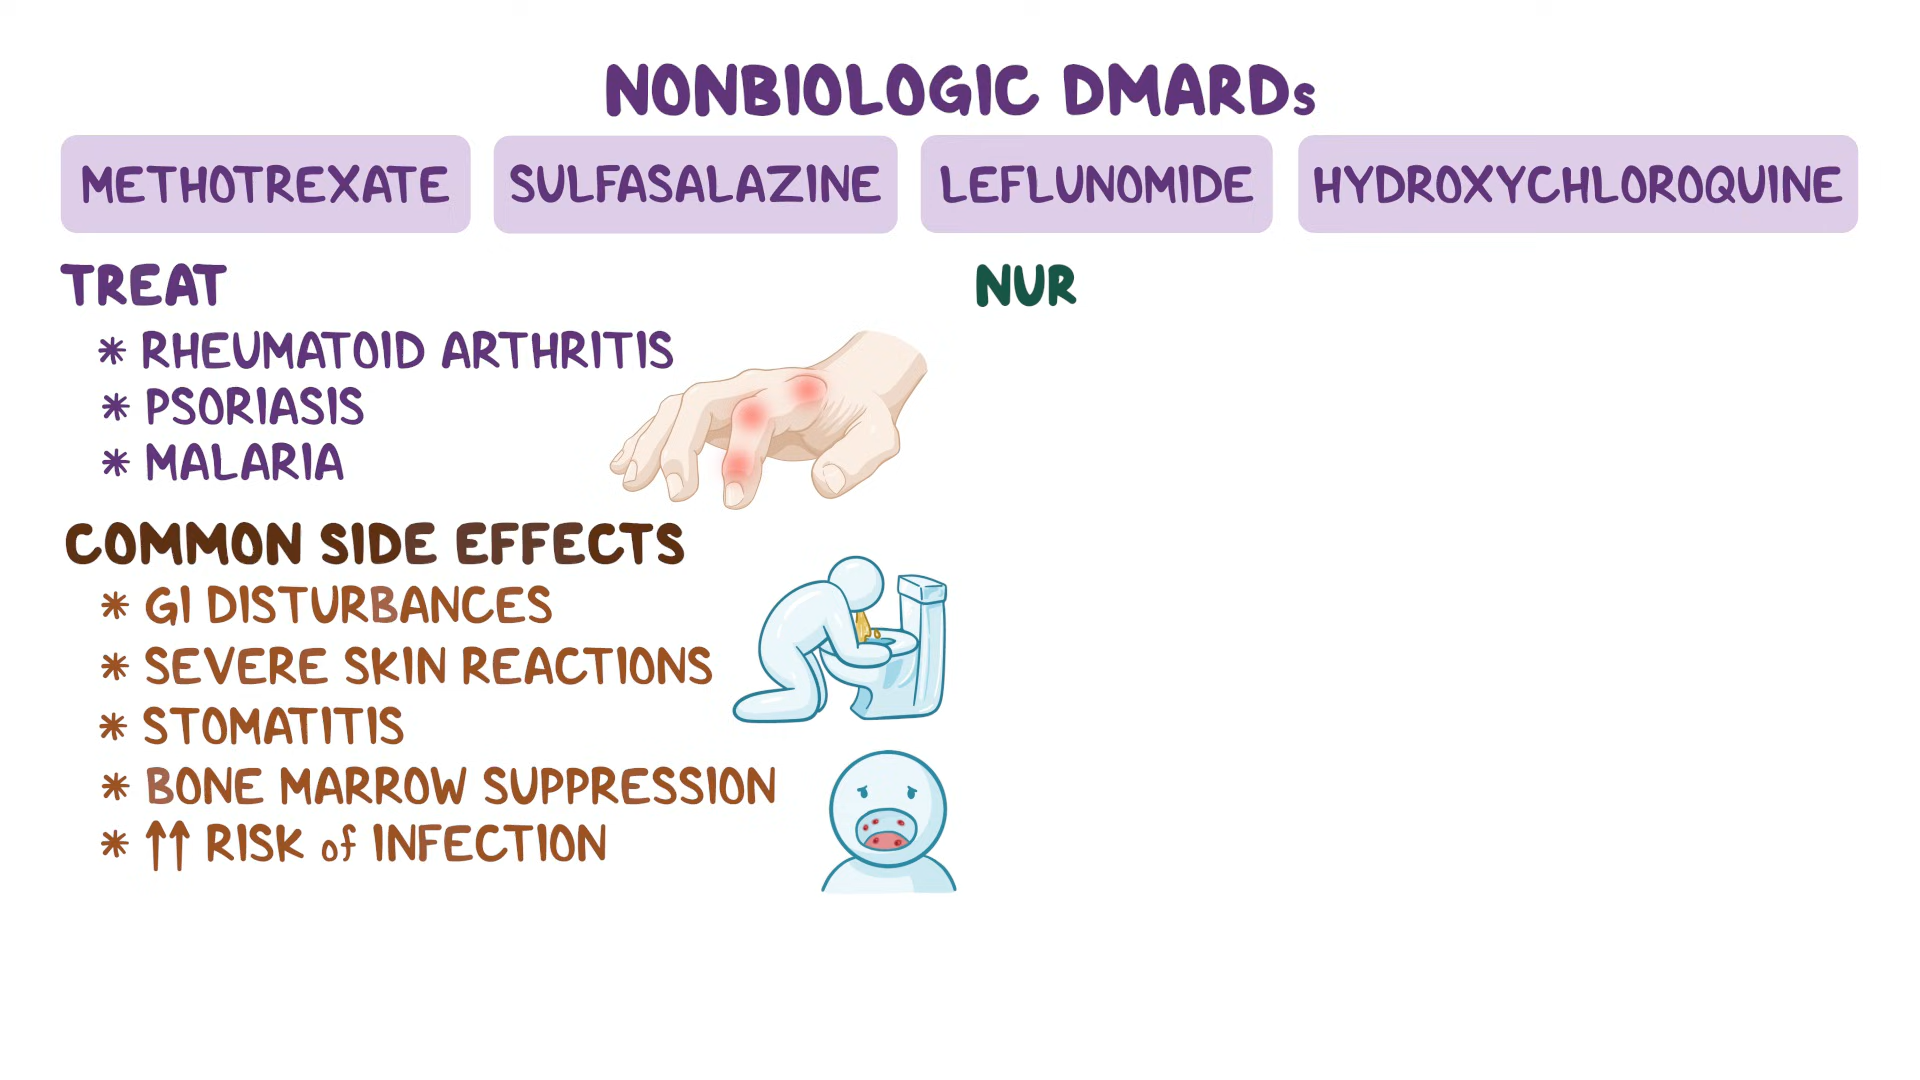 NONBIOLOGIC DMARDs
METHOTREXATE SULFASALAZINE LEFLUNOMIDE HYDROXYCHLOROQUINE
TREAT
* RHEUMATOID ARTHRITIS
* PSORIASIS
* MALARIA
COMMON SIDE EFFECTS
* GI DISTURBANCES
* SEVERE SKIN REACTIONS
* STOMATITIS
* BONE MARROW SUPPRESSION
* ↑↑ RISK of INFECTION
NUR